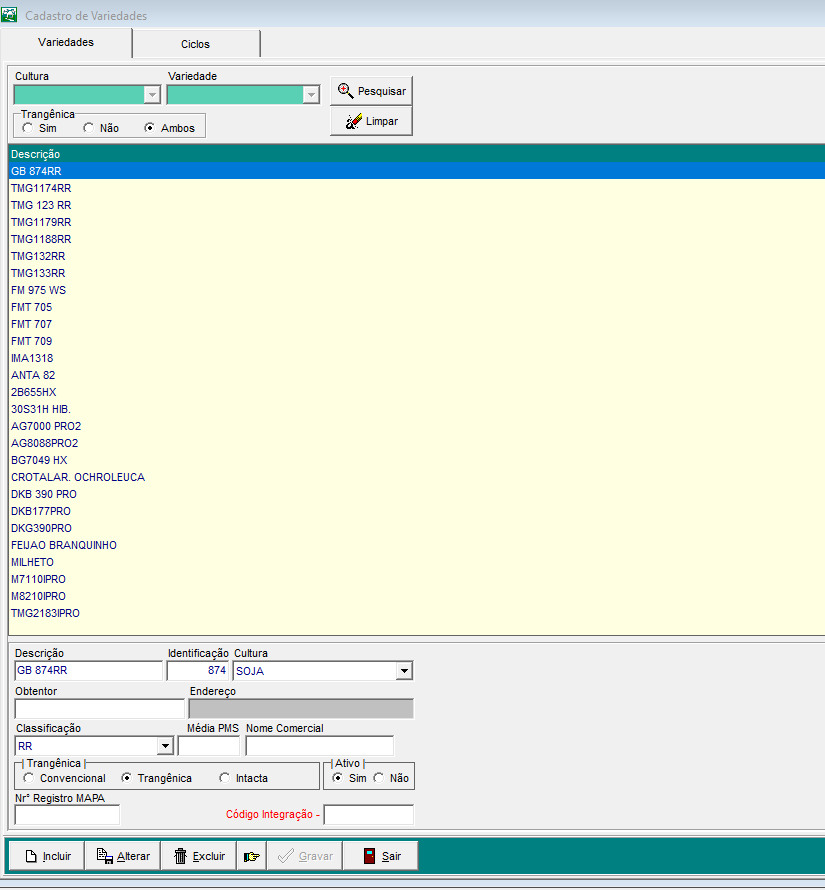 Cadastro de Variedades
Variedades Ciclos
Cultura Variedade
Pesquisar
Trangênica
Sim Não Ambos
Limpar
Descrição
GB 874RR
TMG1174RR
TMG 123 RR
TMG1179RR
TMG1188RR
TMG132RR
TMG133RR
FM 975 WS
FMT 705
FMT 707
FMT 709
IMA1318
ANTA 82
2B655HX
30S31H HIB.
AG7000 PRO2
AG8088PRO2
BG7049 HX
CROTALAR. OCHROLEUCA
DKB 390 PRO
DKB177PRO
DKG390PRO
FEIJAO BRANQUINHO
MILHETO
M7110IPRO
M8210IPRO
TMG2183IPRO
Descrição Identificação Cultura
GB 874RR 874 SOJA
Obtentor Endereço
Classificação Média PMS Nome Comercial
RR
Trangênica Ativo
Convencional Trangênica Intacta Sim Não
Nr° Registro MAPA
Código Integração -
Incluir Alterar Excluir Gravar Sair